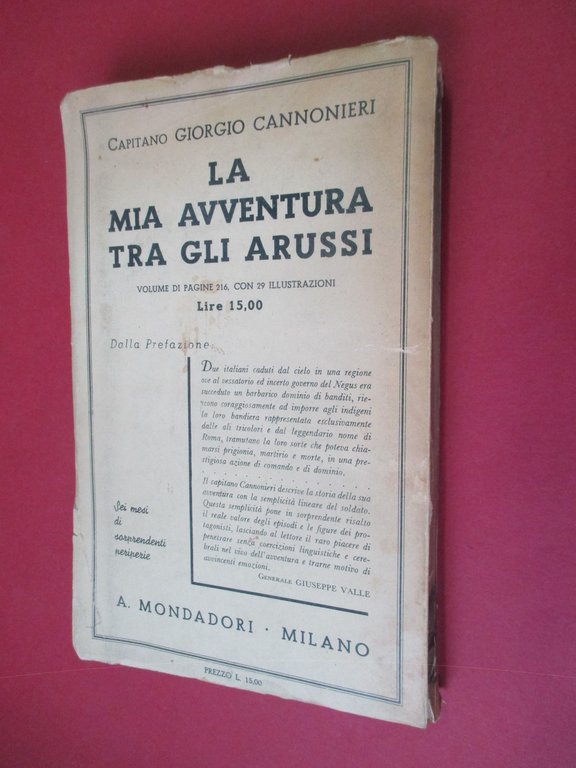 CAPITANO GIORGIO CANNONIERI
LA
MIA AVVENTURA
TRA GLI ARUSSI
VOLUME DI PAGINE 216, CON 29 ILLUSTRAZIONI
Lire 15,00
Dalla Prefazione:
Due italiani caduti dal cielo in una regione
ove al vessatorio ed incerto governo del Negus era
succeduto un barbarico dominio di banditi, rie-
scono coraggiosamente ad imporre agli indigeni
la loro bandiera rappresentata esclusivamente
dalle ali tricolori e dal leggendario nome di
Roma, tramutano la loro sorte che poteva chia-
marsi prigionia, martirio e morte, in una pre-
stigiosa azione di comando e di dominio.
Il capitano Cannonieri descrive la storia della sua
avventura con la semplicità lineare del soldato.
Questa semplicità pone in sorprendente risalto
il reale valore degli episodi e le figure dei pro-
tagonisti, lasciando al lettore il raro piacere di
penetrare senza coercizioni linguistiche e cere-
brali nel vivo dell'avventura e trarne motivo di
avvincenti emozioni.
GENERALE GIUSEPPE VALLE
Sei mesi
di
sorprendenti
peripezie
A. MONDADORI · MILANO
PREZZO L. 15,00